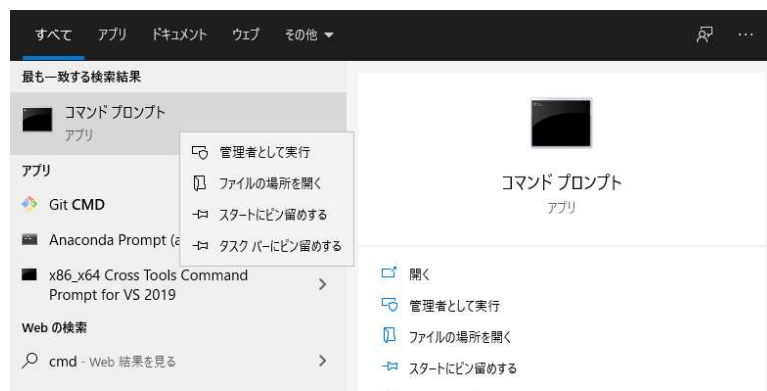 すべて アプリ ドキュメント ウェブ その他
最も一致する検索結果
コマンド プロンプト
アプリ
管理者として実行
ファイルの場所を開く
スタートにピン留めする
タスク バーにピン留めする
アプリ
Git CMD
Anaconda Prompt (a
x86_x64 Cross Tools Command
Prompt for VS 2019
Web の検索
cmd - Web 結果を見る
コマンド プロンプト
アプリ
開く
管理者として実行
ファイルの場所を開く
スタートにピン留めする